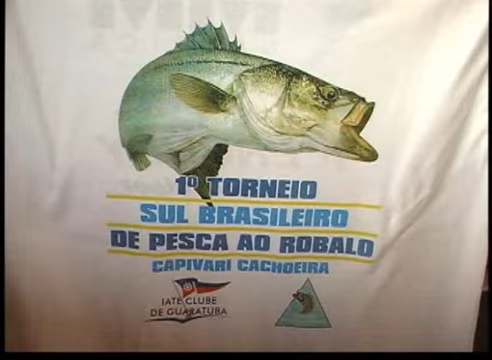 1º TORNEIO
SUL BRASILEIRO
DE PESCA AO ROBALO
CAPIVARI CACHOEIRA
IATE CLUBE
DE GUARATUBA